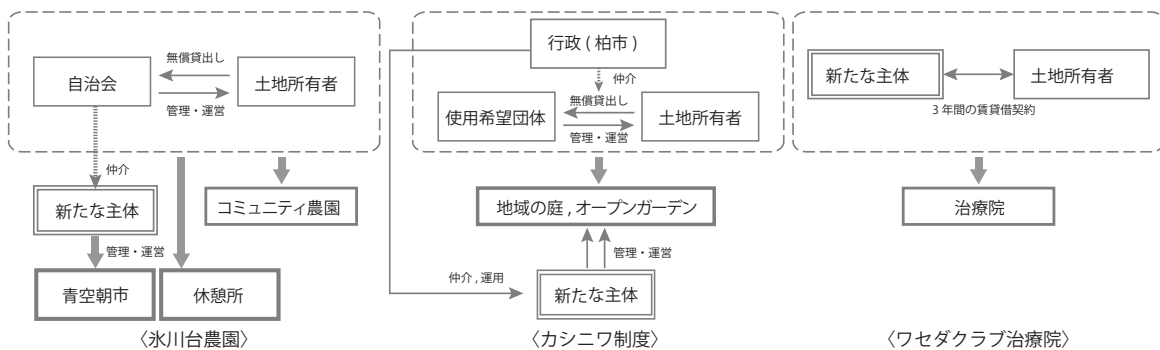 無償貸出し
自治会
土地所有者
管理・運営
仲介
新たな主体
コミュニティ農園
管理・運営
青空朝市
休憩所
〈氷川台農園〉
行政 ( 柏市 )
仲介
無償貸出し
使用希望団体
土地所有者
管理・運営
地域の庭 , オープンガーデン
管理・運営
仲介 , 運用
新たな主体
〈カシニワ制度〉
新たな主体
土地所有者
3 年間の賃貸借契約
治療院
〈ワセダクラブ治療院〉